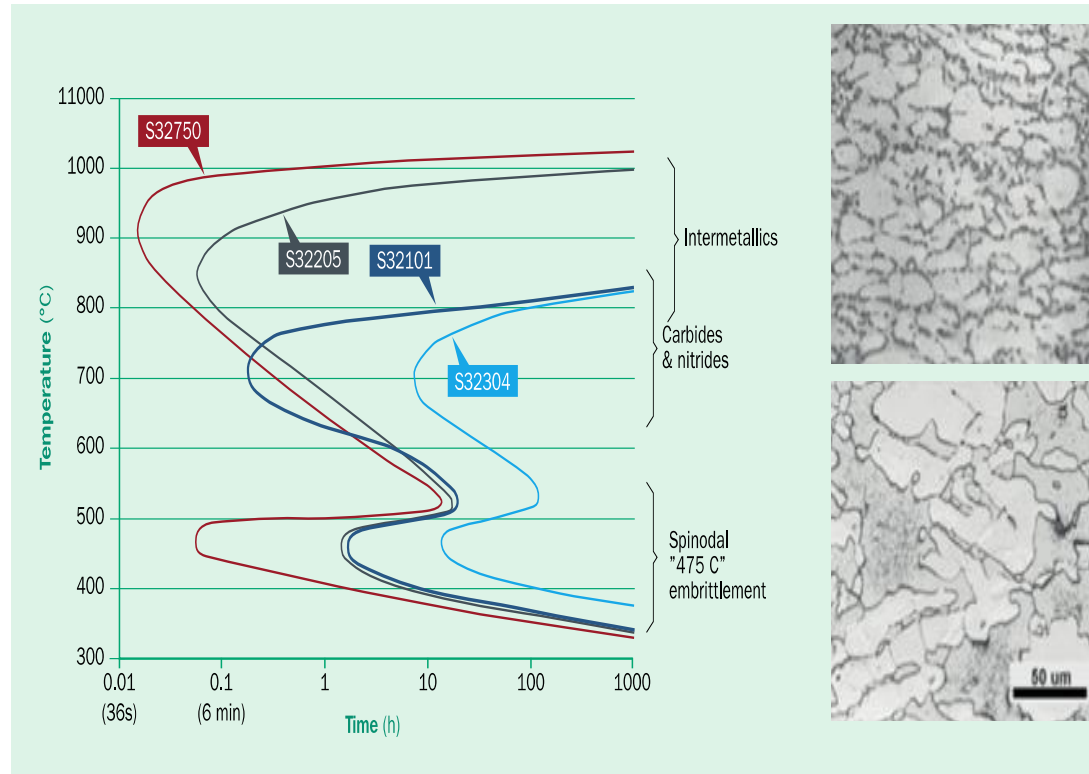 11000
1000
900
800
700
600
500
400
300
Temperature (°C)
S32750
S32205
S32101
S32304
Intermetallics
Carbides
& nitrides
Spinodal
"475 C"
embrittlement
0.01
(36s)
0.1
(6 min)
1
10
100
1000
Time (h)
50 um